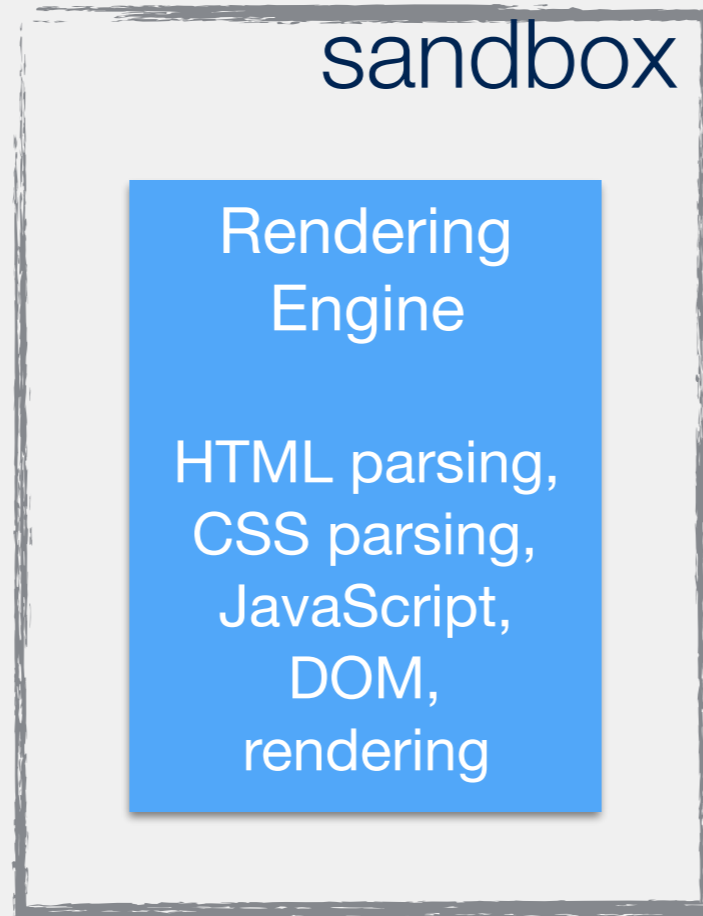 sandbox
Rendering
Engine
HTML parsing,
CSS parsing,
JavaScript,
DOM,
rendering